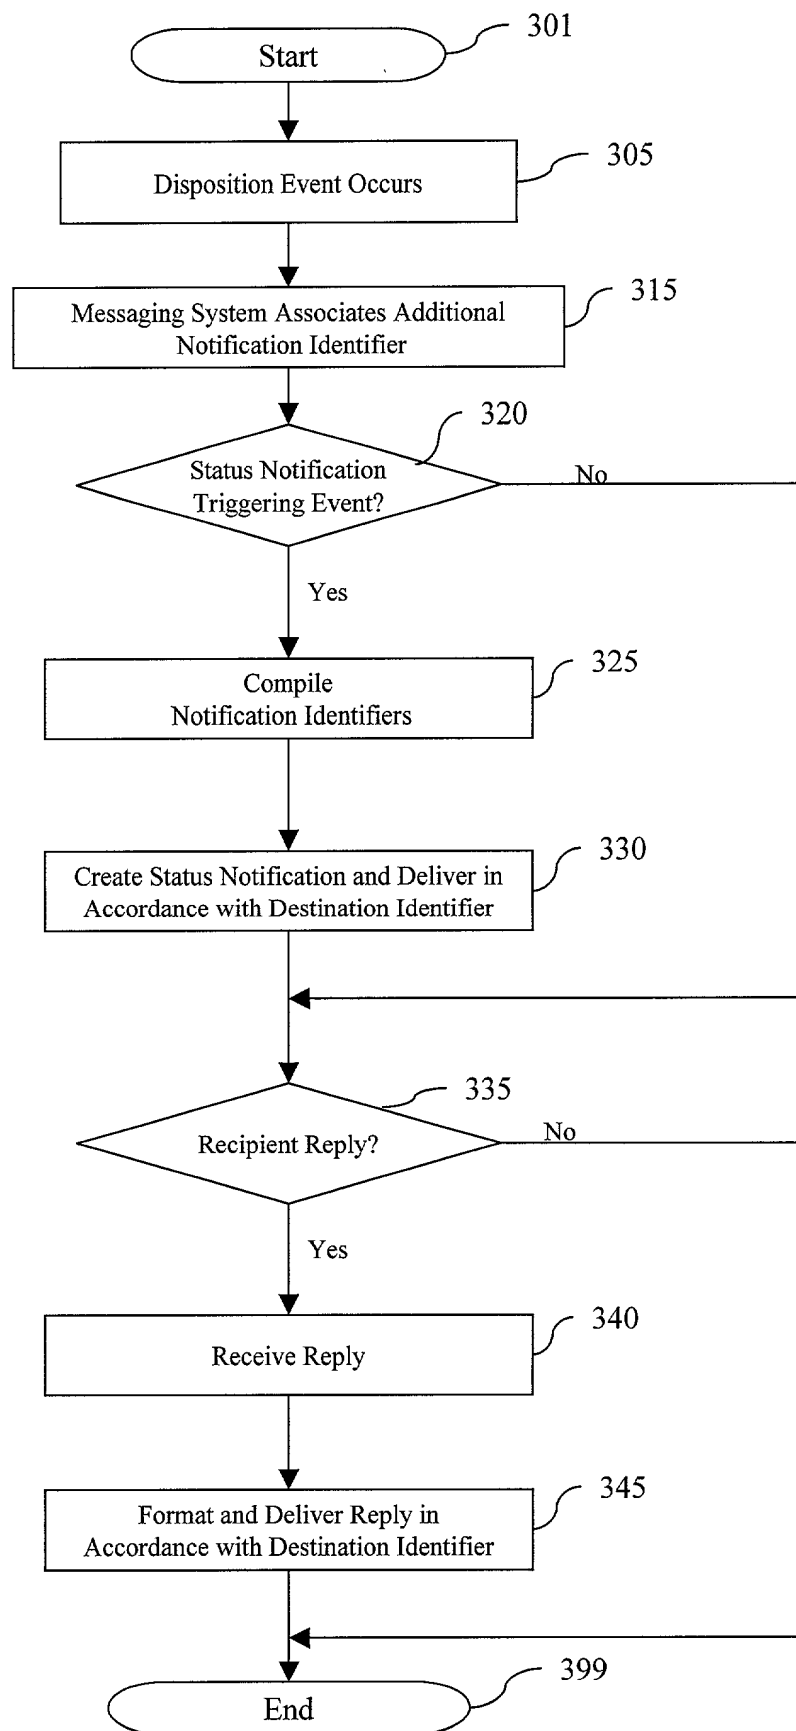 Start
301
Disposition Event Occurs
305
Messaging System Associates Additional
Notification Identifier
315
320
Status Notification
Triggering Event?
No
Yes
Compile
Notification Identifiers
325
Create Status Notification and Deliver in
Accordance with Destination Identifier
330
335
Recipient Reply?
No
Yes
Receive Reply
340
Format and Deliver Reply in
Accordance with Destination Identifier
345
End
399